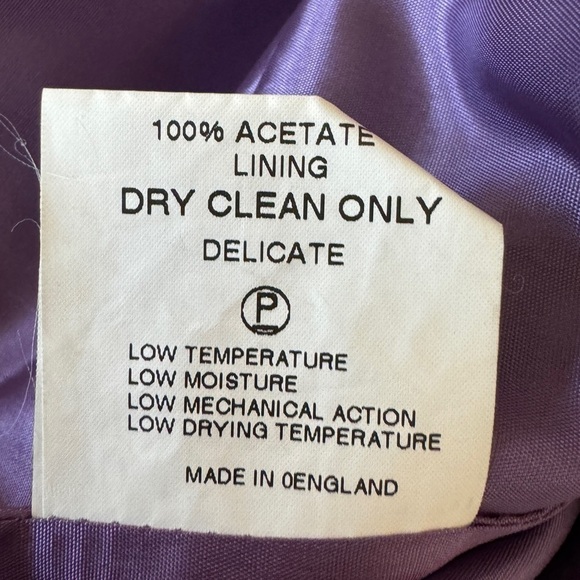 100% ACETATE
LINING
DRY CLEAN ONLY
DELICATE
P
LOW TEMPERATURE
LOW MOISTURE
LOW MECHANICAL ACTION
LOW DRYING TEMPERATURE
MADE IN 0ENGLAND